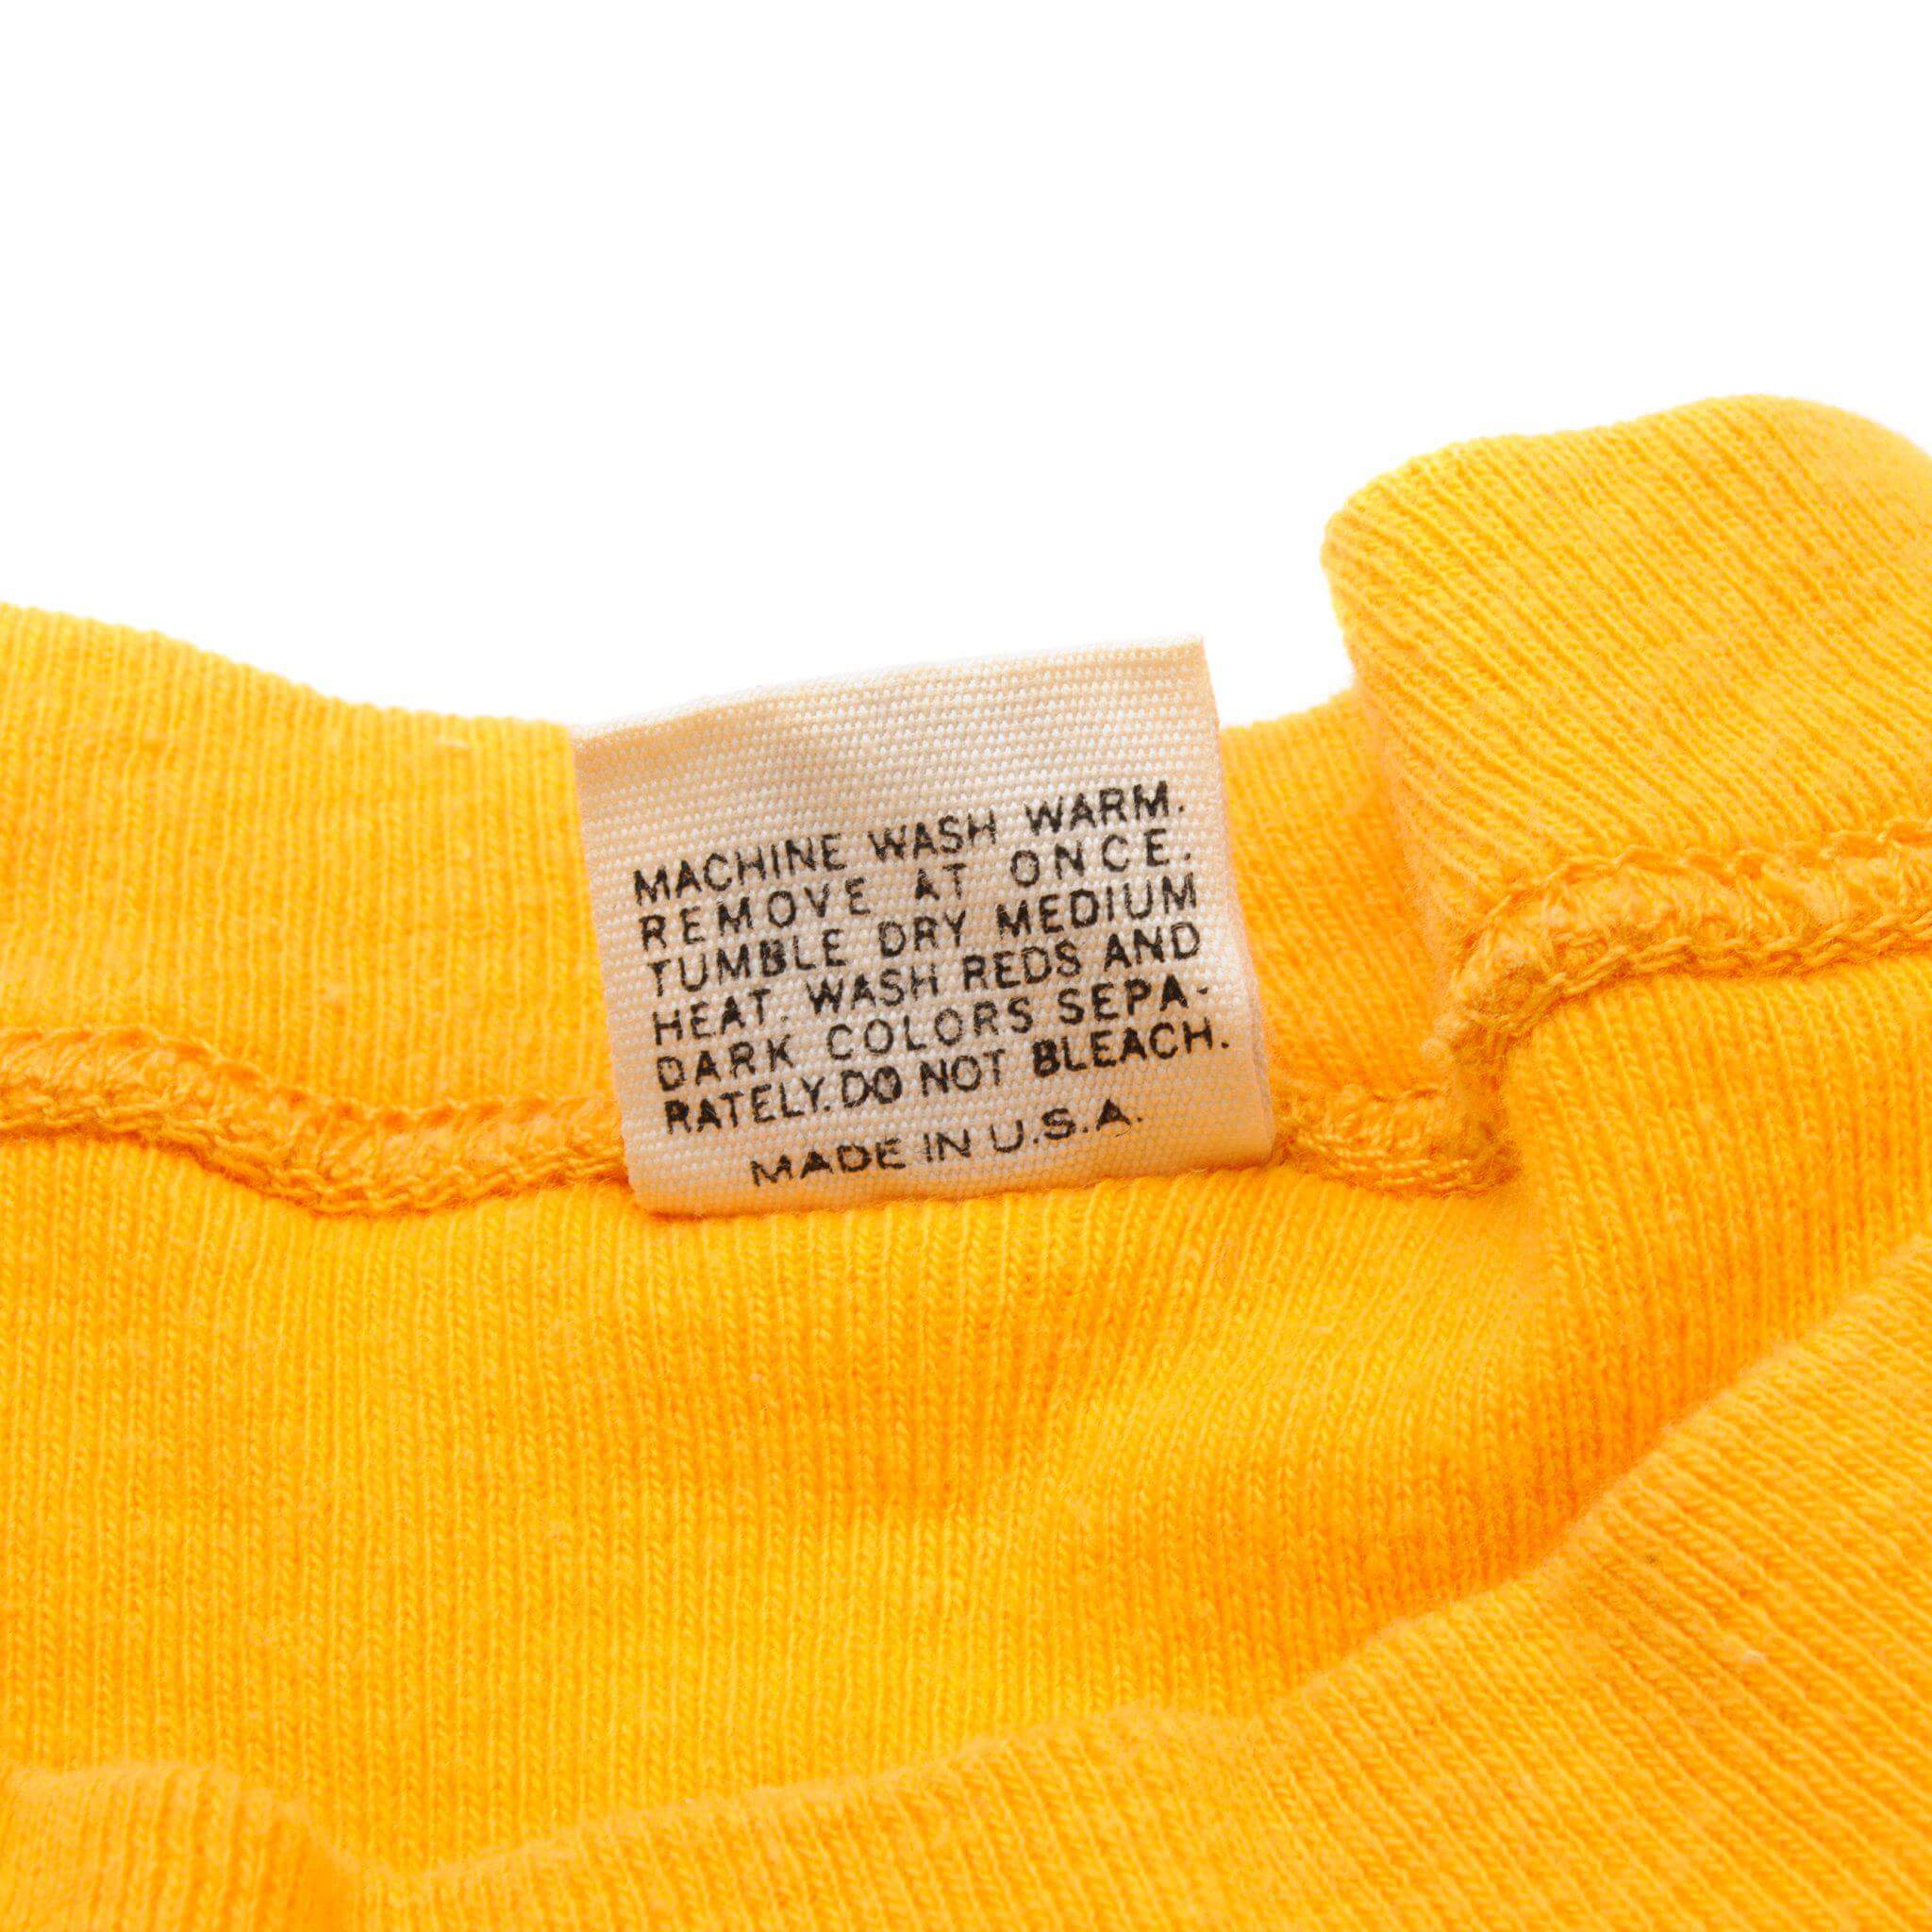 MACHINE WASH WARM.
REMOVE AT ONCE.
TUMBLE DRY MEDIUM
HEAT. WASH REDS AND
DARK COLORS SEPA-
RATELY. DO NOT BLEACH.
MADE IN U.S.A.